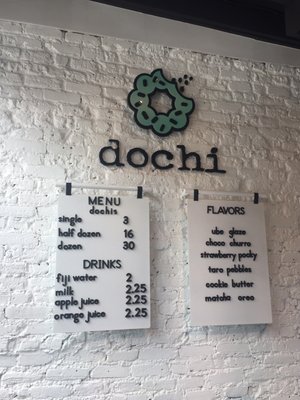 dochi
MENU
dochis
single 3
half dozen 16
dozen 30
DRINKS
fiji water 2
milk 2.25
apple juice 2.25
orange juice 2.25
FLAVORS
ube glaze
choco churro
strawberry pocky
taro pebbles
cookie butter
matcha oreo